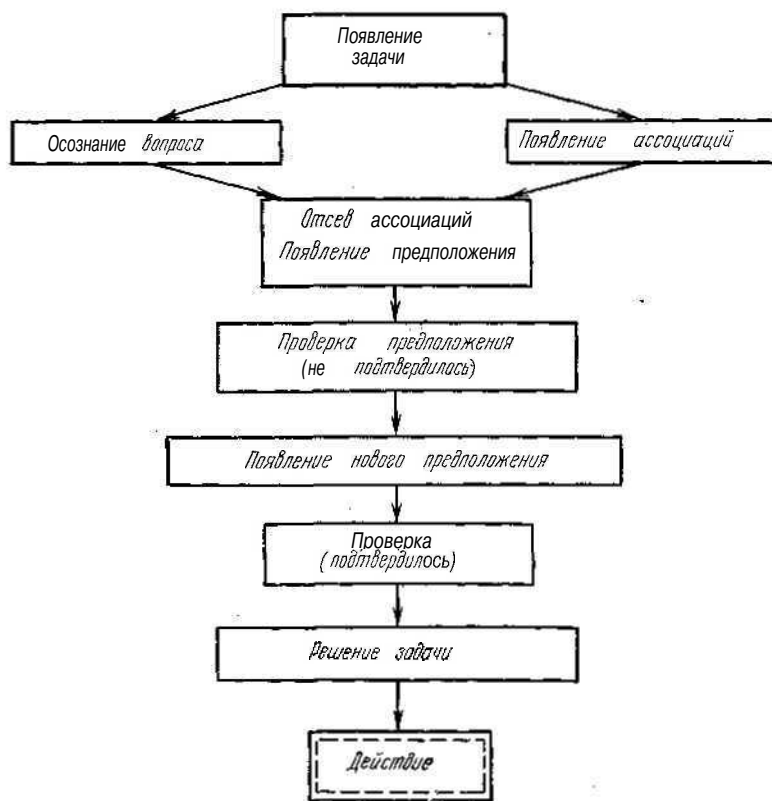 Появление
задачи
Осознание вопроса
Появление ассоциаций
Отсев ассоциаций
Появление предположения
Проверка предположения
(не подтвердилось)
Появление нового предположения
Проверка
(подтвердилось)
Решение задачи
Действие